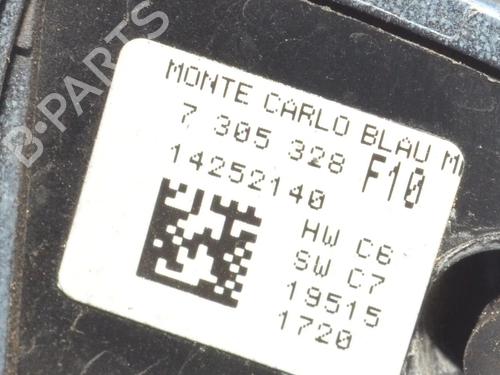 MONTE CARLO BLAU M
7 305 328 F10
14252140
HW C6
SW C7
19515
1720
B-PARTS